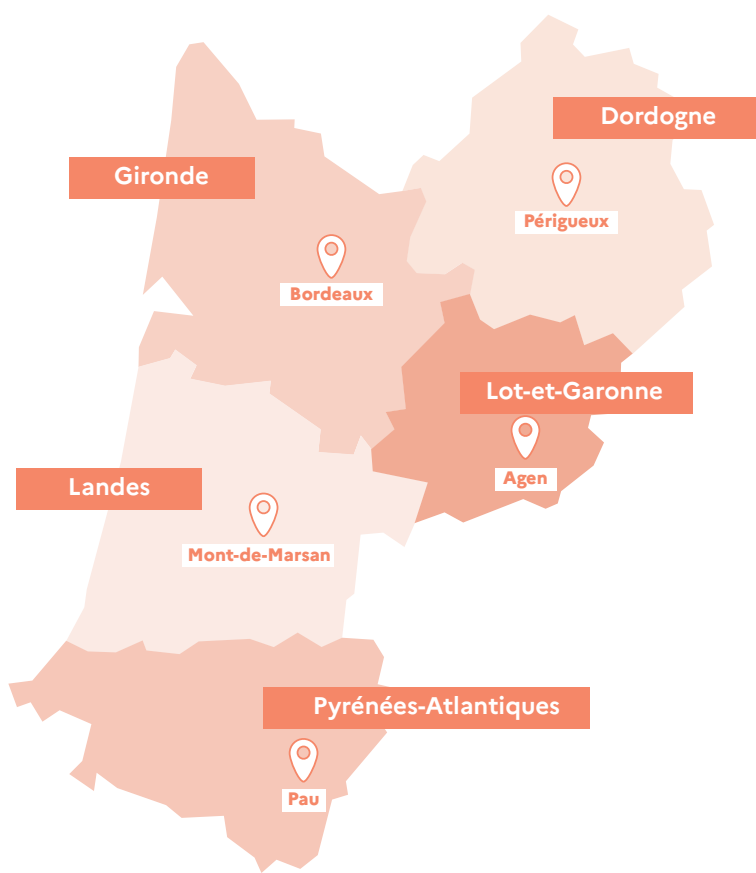 Dordogne
Gironde
Périgueux
Bordeaux
Lot-et-Garonne
Agen
Landes
Mont-de-Marsan
Pyrénées-Atlantiques
Pau